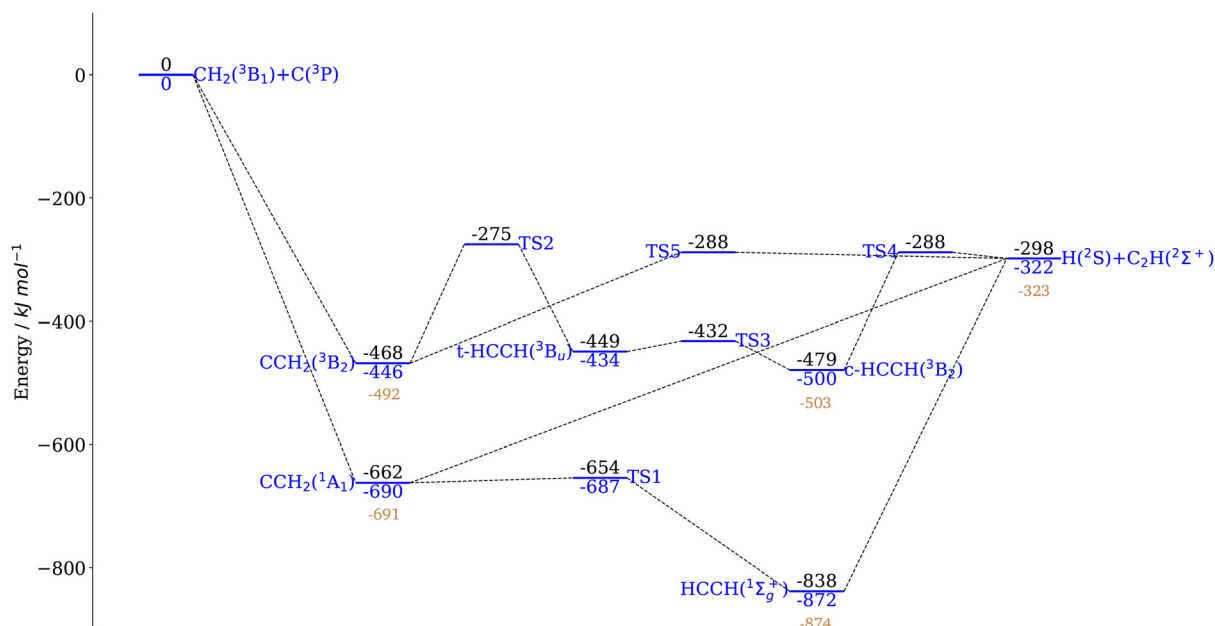 0
CH₂(³B₁)+C(³P)
0
0
−200
-275 TS2
-288
TS5
-288
TS4
-298
H(²S)+C₂H(²Σ⁺)
-322
-323
−400
-432
TS3
-449
t-HCCH(³Bᵤ)
-434
-468
CCH₂(³B₂)
-446
-492
-479
c-HCCH(³B₂)
-500
-503
−600
-654
TS1
-687
-662
CCH₂(¹A₁)
-690
-691
−800
-838
HCCH(¹Σg⁺)
-872
-874
Energy / kJ mol⁻¹